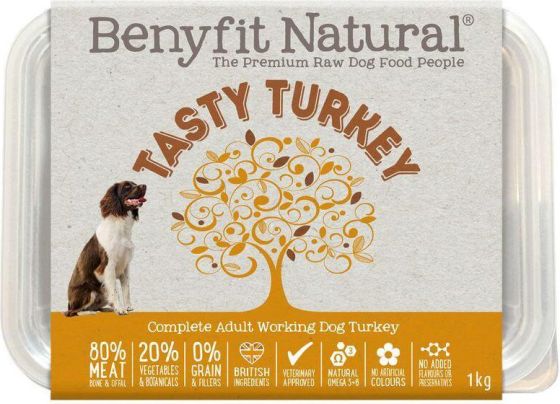 Benyfit Natural®
The Premium Raw Dog Food People
TASTY TURKEY
Complete Adult Working Dog Turkey
80% MEAT BONE & OFFAL
20% VEGETABLES & BOTANICALS
0% GRAIN & FILLERS
BRITISH INGREDIENTS
VETERINARY APPROVED
Ω3 NATURAL OMEGA 3+6
NO ARTIFICIAL COLOURS
NO ADDED FLAVOURS OR PRESERVATIVES
1kg